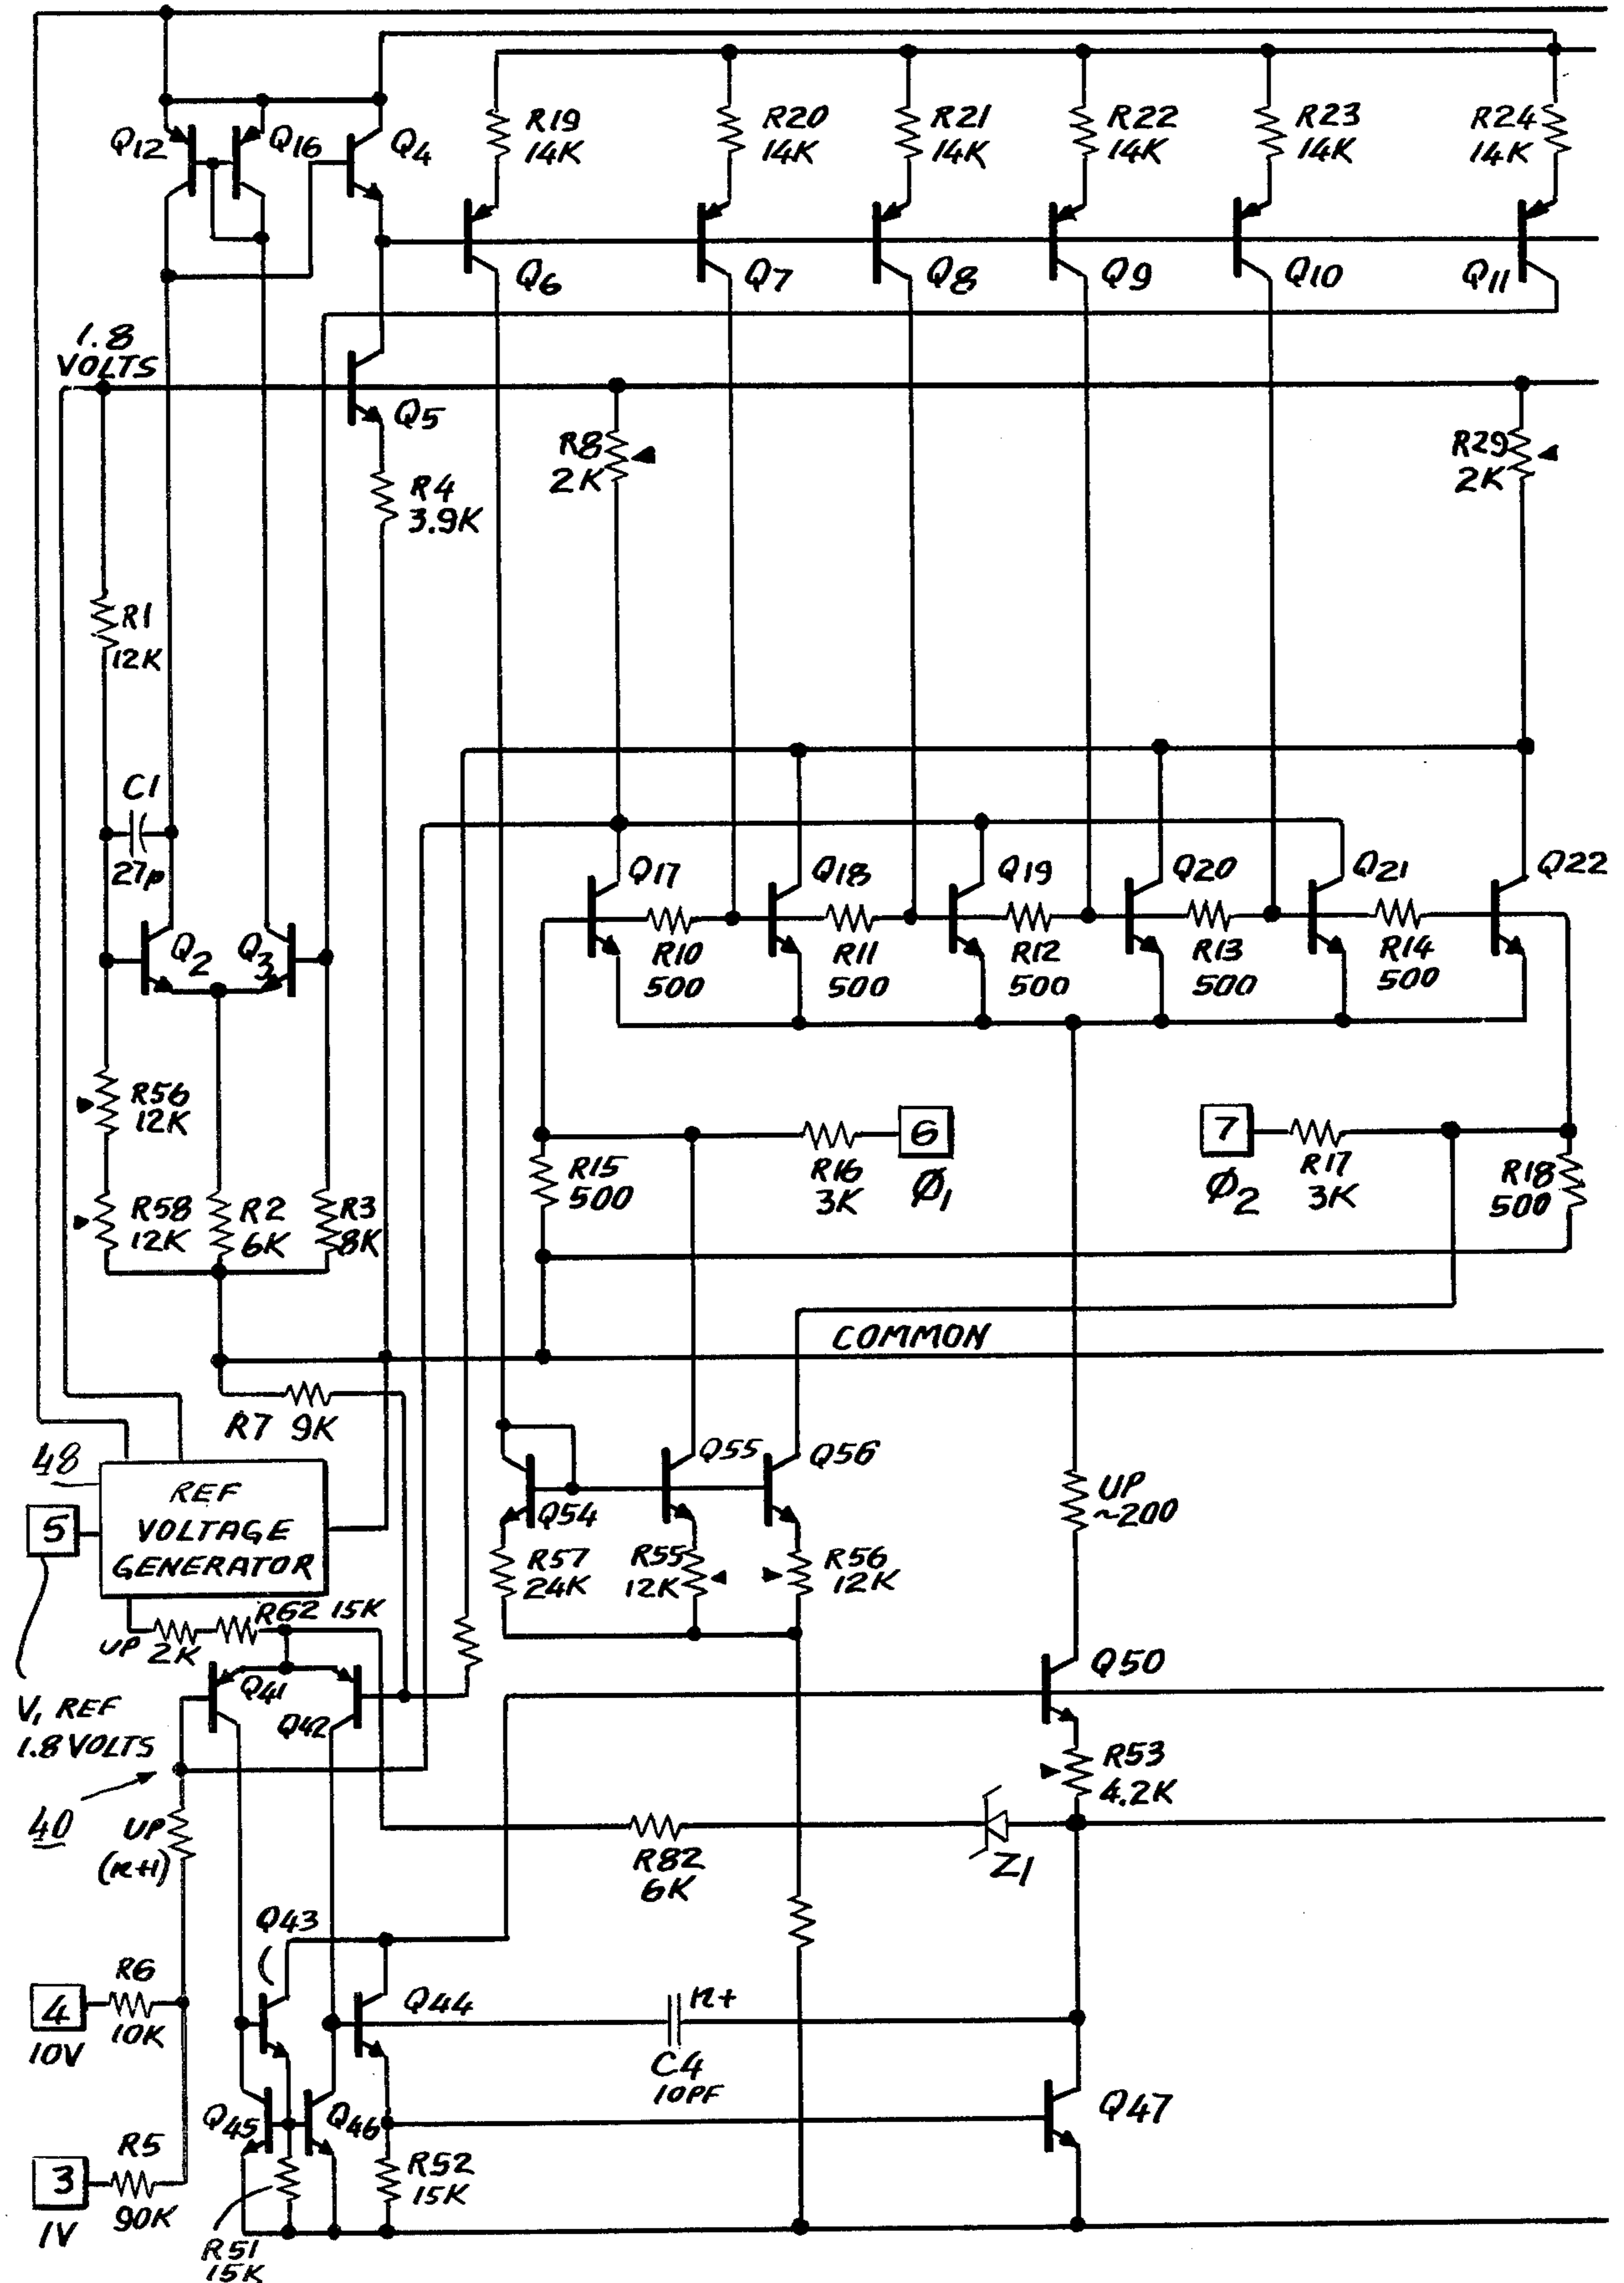 Q12
Q16
Q4
R19
14K
R20
14K
R21
14K
R22
14K
R23
14K
R24
14K
Q6
Q7
Q8
Q9
Q10
Q11
1.8
VOLTS
Q5
R4
3.9K
R8
2K
R29
2K
R1
12K
C1
27p
Q17
Q18
Q19
Q20
Q21
Q22
Q2
Q3
R10
500
R11
500
R12
500
R13
500
R14
500
R56
12K
6
7
R15
500
R16
3K
Ø1
Ø2
R17
3K
R18
500
R58
12K
R2
6K
R3
8K
COMMON
R7 9K
48
REF
VOLTAGE
GENERATOR
5
Q54
Q55
Q56
UP
~200
R57
24K
R55
12K
R56
12K
R62 15K
UP 2K
Q41
Q42
Q50
V1 REF
1.8 VOLTS
40
UP
(n+)
R53
4.2K
R82
6K
Z1
Q43
R6
4
10K
10V
Q44
n+
C4
10PF
Q45
Q46
Q47
R5
3
90K
1V
R52
15K
R51
15K